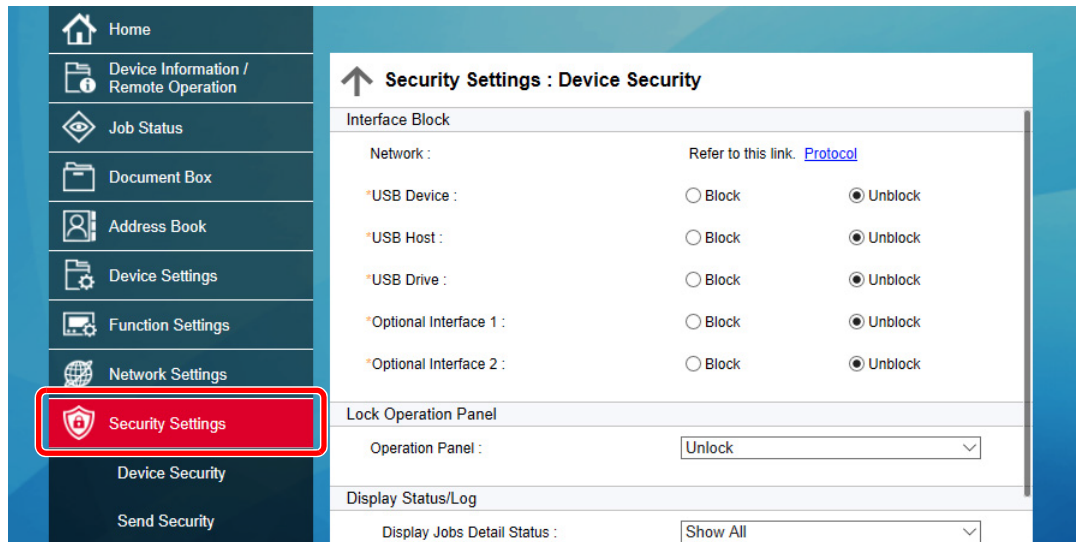 Home
Device Information /
Remote Operation
Job Status
Document Box
Address Book
Device Settings
Function Settings
Network Settings
Security Settings
Device Security
Send Security
Security Settings : Device Security
Interface Block
Network : Refer to this link. Protocol
*USB Device : Block Unblock
*USB Host : Block Unblock
*USB Drive : Block Unblock
*Optional Interface 1 : Block Unblock
*Optional Interface 2 : Block Unblock
Lock Operation Panel
Operation Panel : Unlock
Display Status/Log
Display Jobs Detail Status : Show All